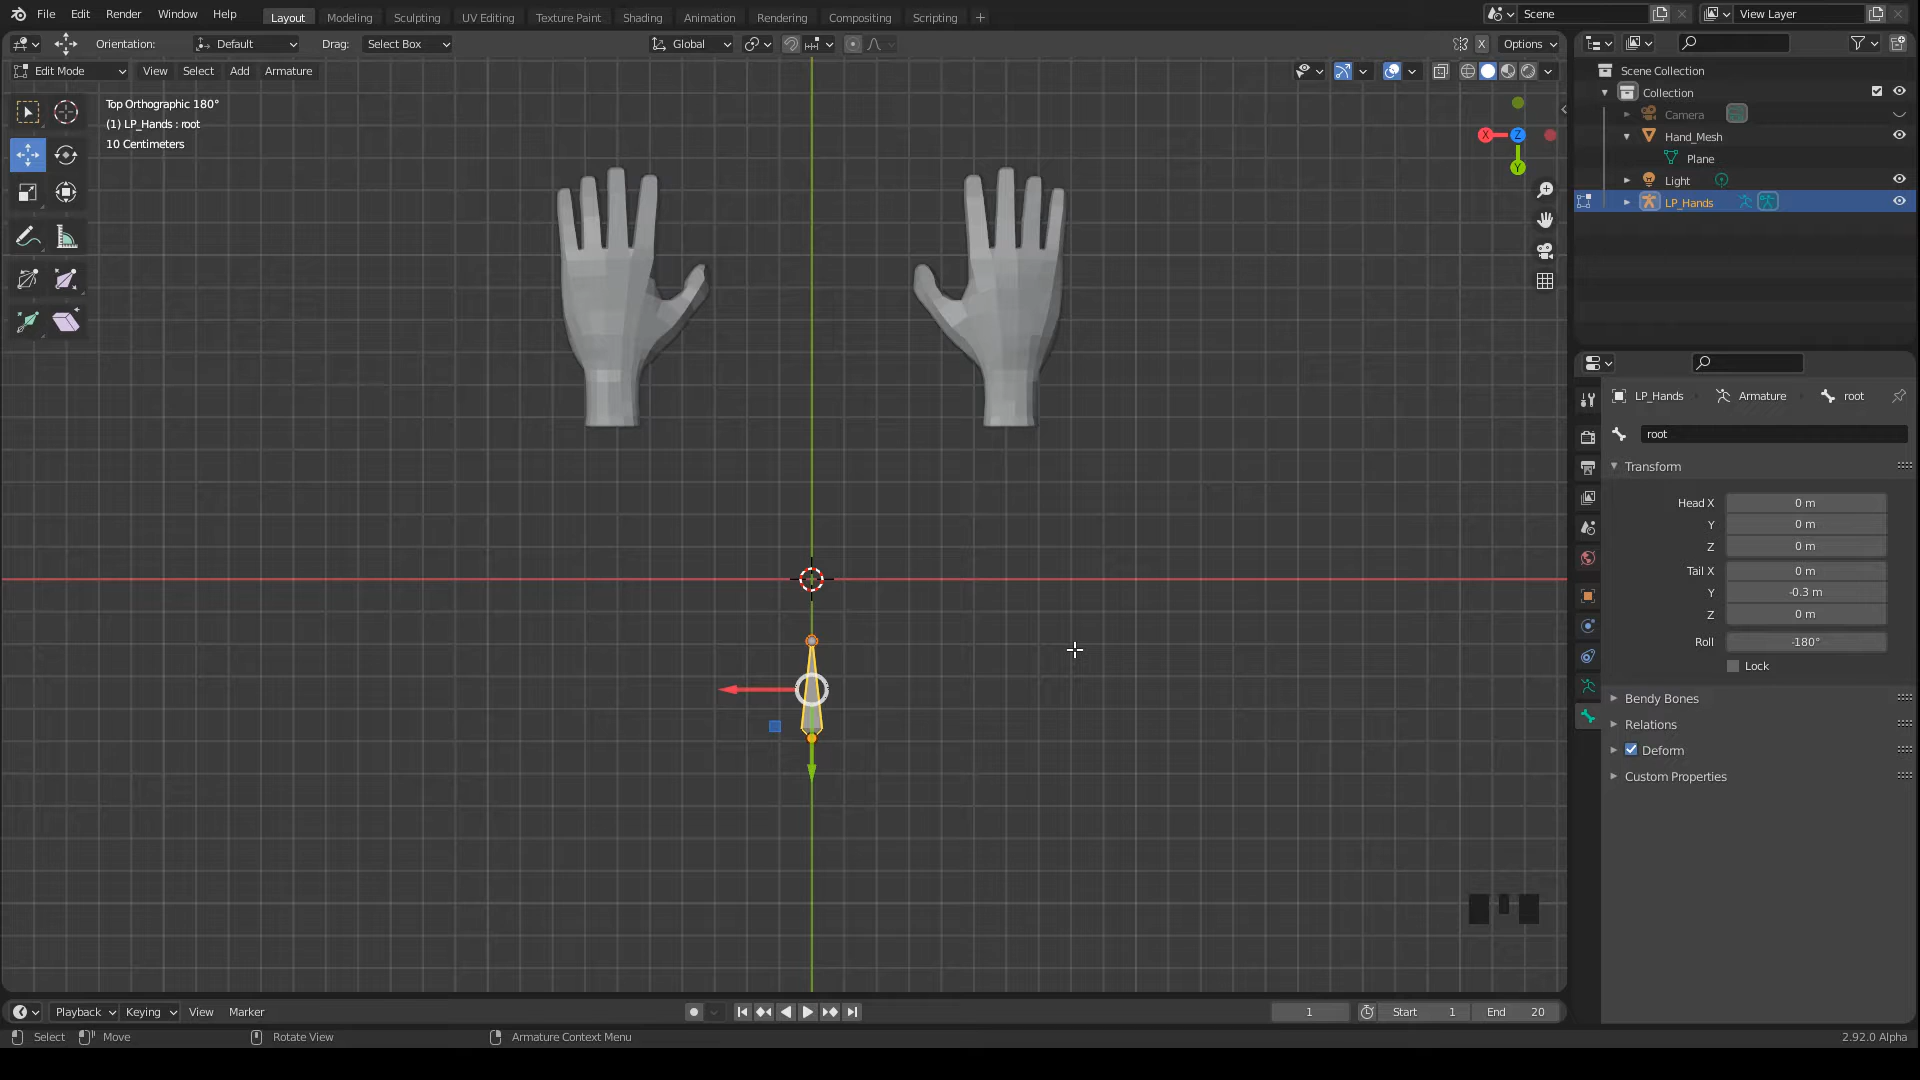 File Edit Render Window Help Layout Modeling Sculpting UV Editing Texture Paint Shading Animation Rendering Compositing Scripting + Scene View Layer
Orientation: Default Drag: Select Box Global X Options
Edit Mode View Select Add Armature
Top Orthographic 180°
(1) LP_Hands : root
10 Centimeters
X Z
Y
Scene Collection
Collection
Camera
Hand_Mesh
Plane
Light
LP_Hands
LP_Hands Armature root
root
Transform
Head X 0 m
Y 0 m
Z 0 m
Tail X 0 m
Y -0.3 m
Z 0 m
Roll -180°
Lock
Bendy Bones
Relations
Deform
Custom Properties
Playback Keying View Marker 1 Start 1 End 20
Select Move Rotate View Armature Context Menu 2.92.0 Alpha